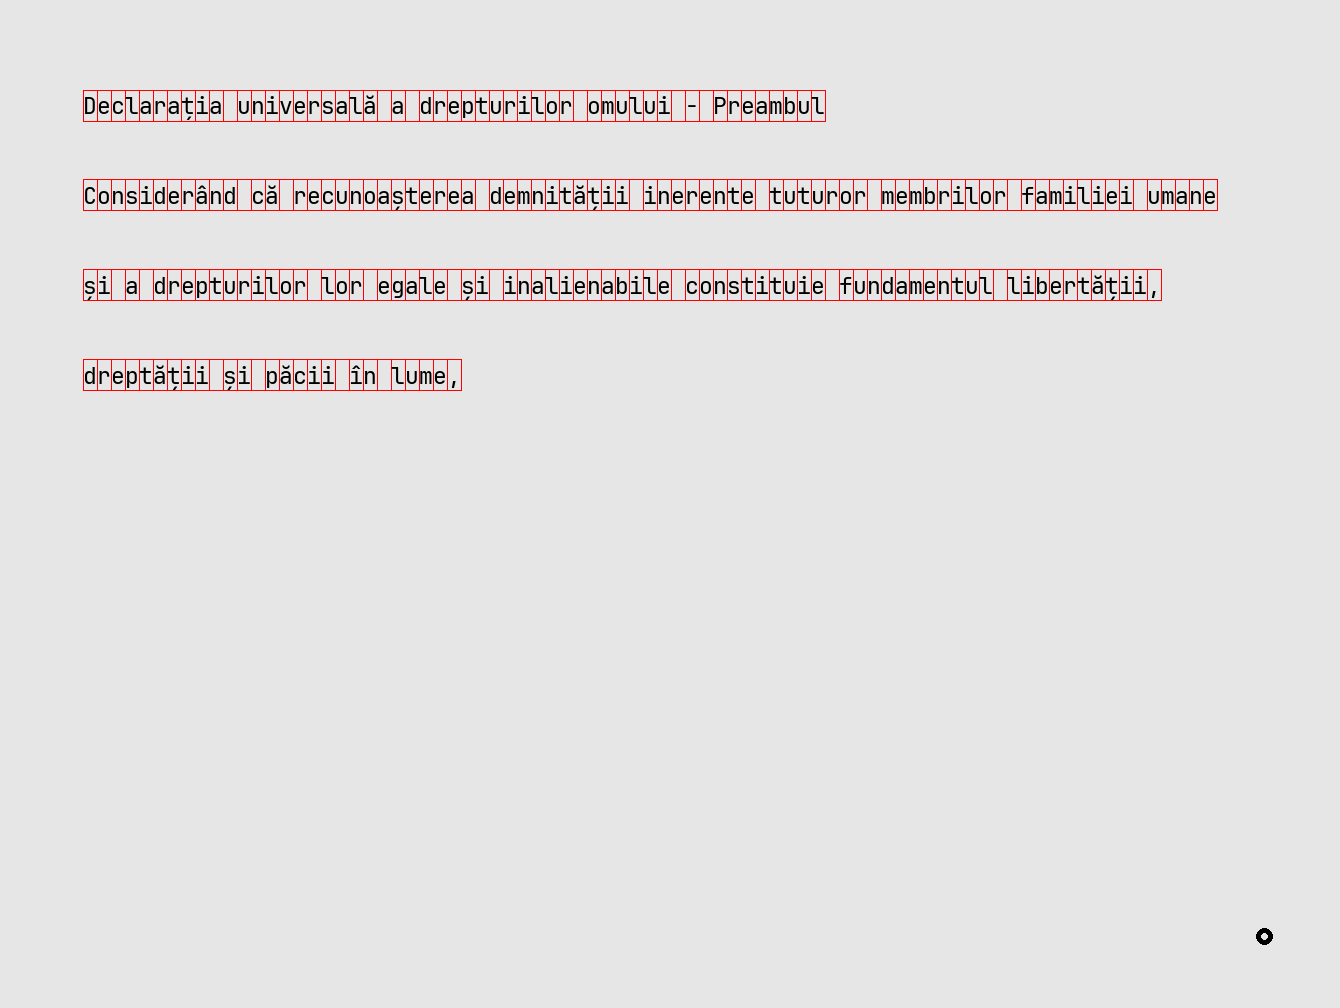 Declarația universală a drepturilor omului - Preambul
Considerând că recunoașterea demnității inerente tuturor membrilor familiei umane
și a drepturilor lor egale și inalienabile constituie fundamentul libertății,
dreptății și păcii în lume,